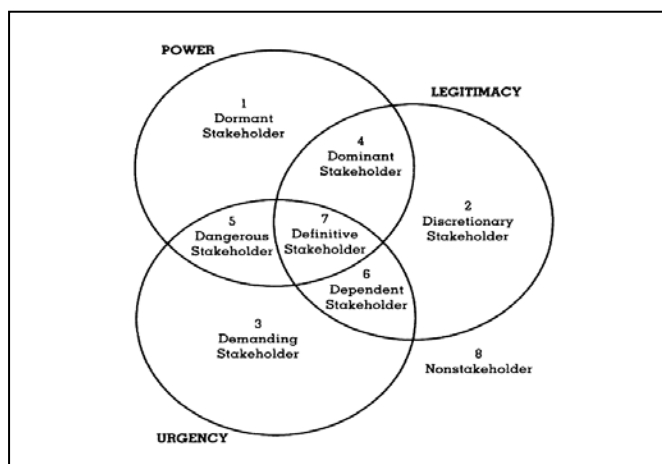 POWER
1
Dormant
Stakeholder
LEGITIMACY
4
Dominant
Stakeholder
2
Discretionary
Stakeholder
5
Dangerous
Stakeholder
7
Definitive
Stakeholder
6
Dependent
Stakeholder
3
Demanding
Stakeholder
8
Nonstakeholder
URGENCY